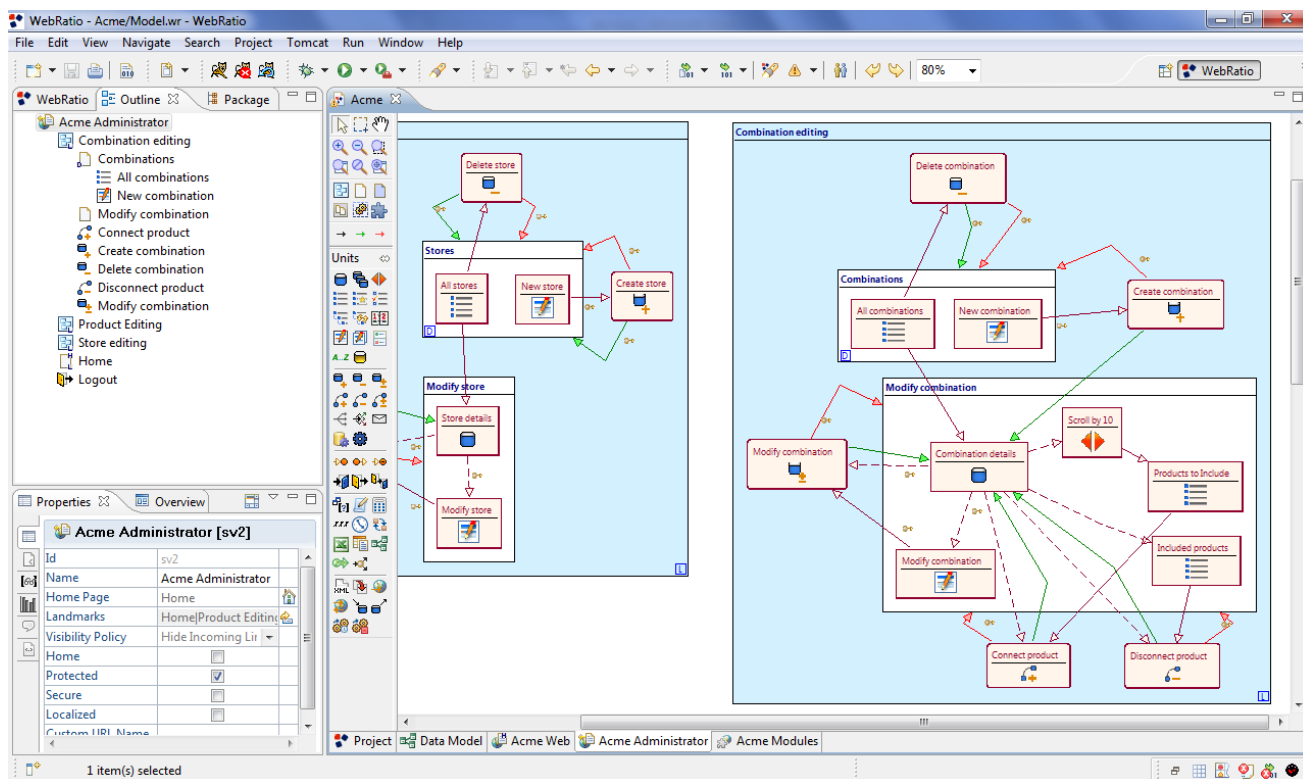 WebRatio - Acme/Model.wr - WebRatio
File Edit View Navigate Search Project Tomcat Run Window Help
80%
WebRatio
WebRatio Outline Package
Acme Administrator
Combination editing
Combinations
All combinations
New combination
Modify combination
Connect product
Create combination
Delete combination
Disconnect product
Modify combination
Product Editing
Store editing
Home
Logout
Properties Overview
Acme Administrator [sv2]
Id sv2
Name Acme Administrator
Home Page Home
Landmarks Home|Product Editing
Visibility Policy Hide Incoming Lir
Home
Protected
Secure
Localized
Custom URL Name
Acme
Units
A..Z
XML
Delete store
Stores
All stores
New store
Create store
D
Modify store
Store details
Modify store
L
Combination editing
Delete combination
Combinations
All combinations
New combination
Create combination
D
Modify combination
Scroll by 10
Modify combination
Combination details
Products to Include
Modify combination
Included products
Connect product
Disconnect product
L
Project Data Model Acme Web Acme Administrator Acme Modules
1 item(s) selected